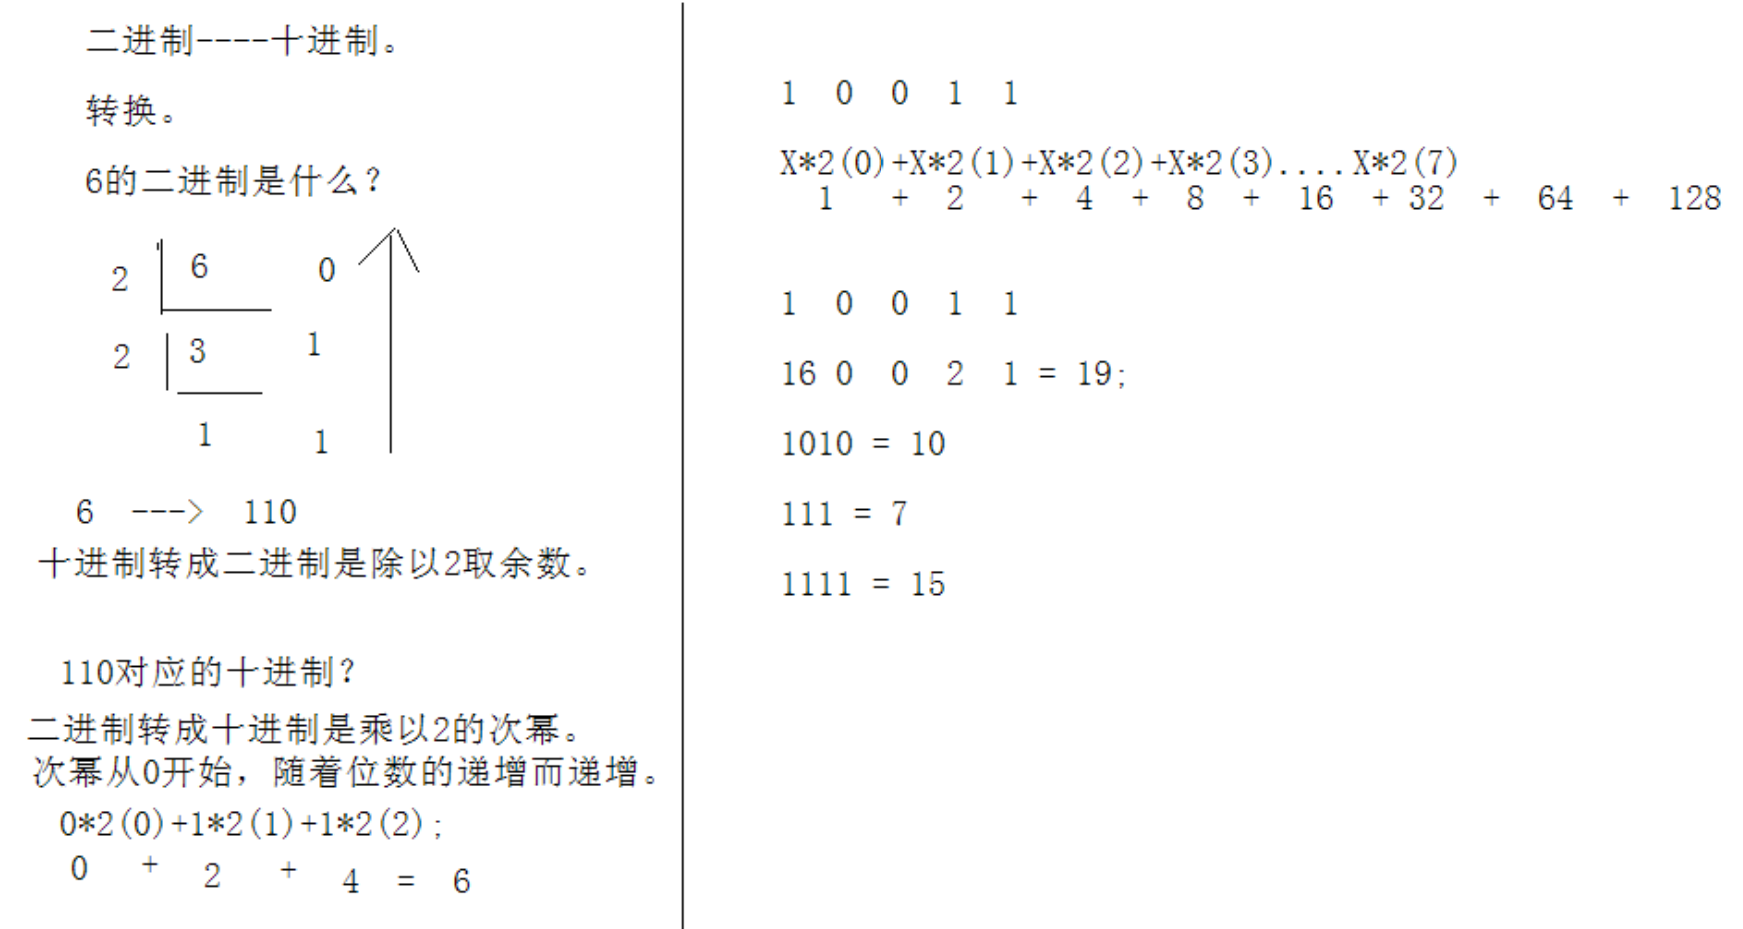 二进制----十进制。
转换。
6的二进制是什么?
2 6 0
2 3 1
1 1
6 ---> 110
十进制转成二进制是除以2取余数。
110对应的十进制?
二进制转成十进制是乘以2的次幂。
次幂从0开始，随着位数的递增而递增。
0*2(0)+1*2(1)+1*2(2);
0 + 2 + 4 = 6
1 0 0 1 1
X*2(0)+X*2(1)+X*2(2)+X*2(3)....X*2(7)
1 + 2 + 4 + 8 + 16 + 32 + 64 + 128
1 0 0 1 1
16 0 0 2 1 = 19;
1010 = 10
111 = 7
1111 = 15